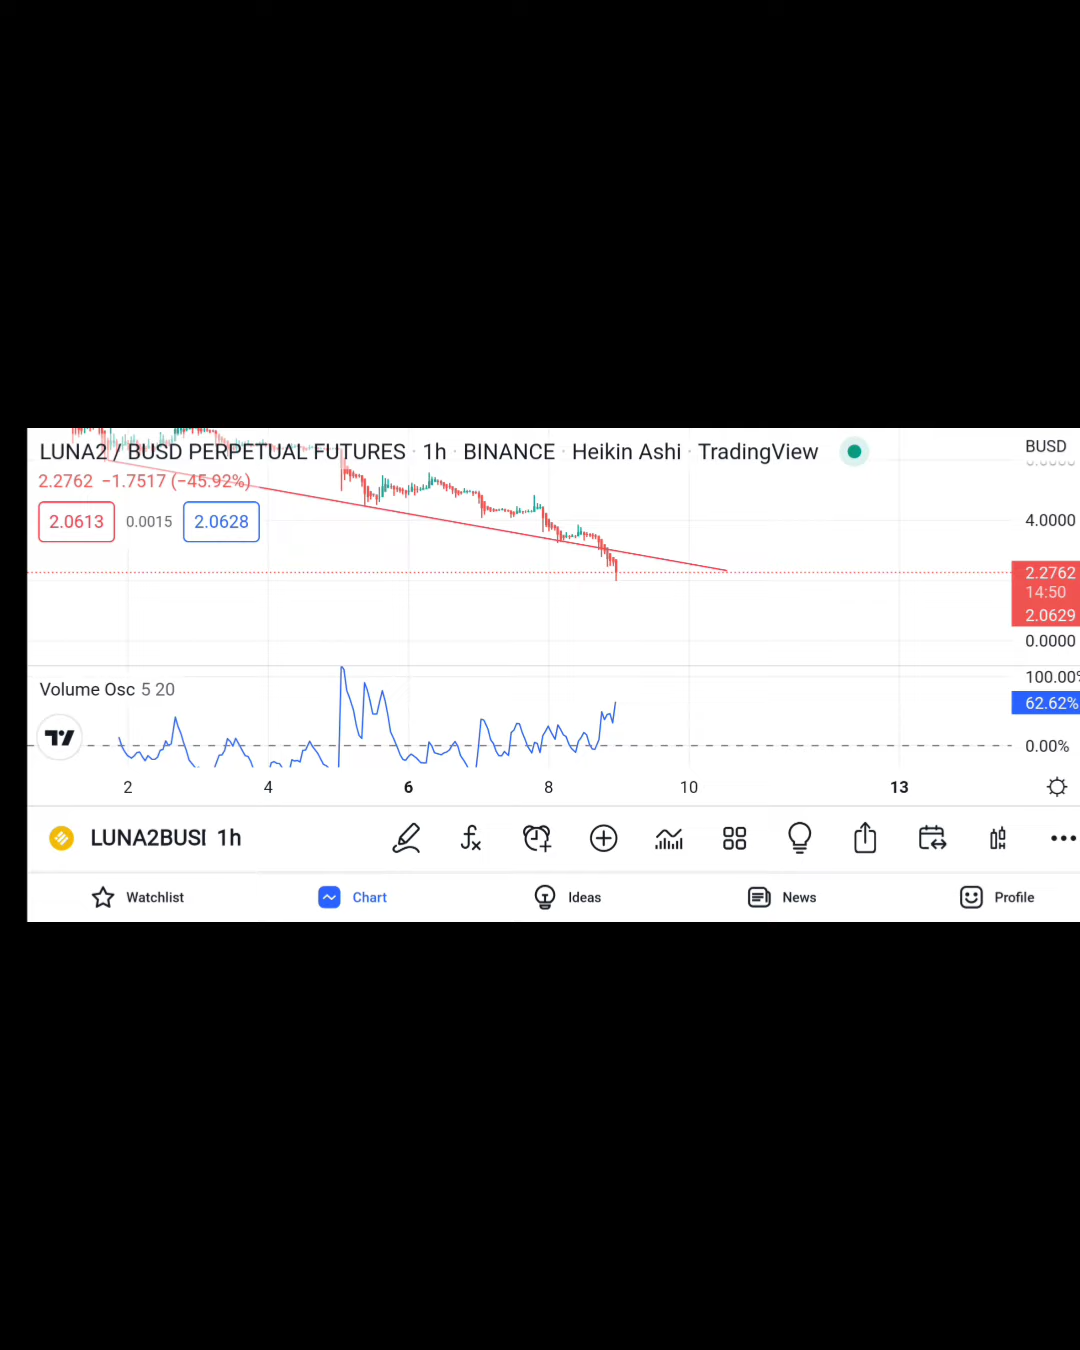 LUNA2 / BUSD PERPETUAL FUTURES · 1h · BINANCE · Heikin Ashi · TradingView
BUSD
2.2762 −1.7517 (−45.92%)
2.0613 0.0015 2.0628
4.0000
2.2762
14:50
2.0629
0.0000
Volume Osc 5 20
100.00%
62.62%
0.00%
2 4 6 8 10 13
LUNA2BUSI 1h
Watchlist Chart Ideas News Profile